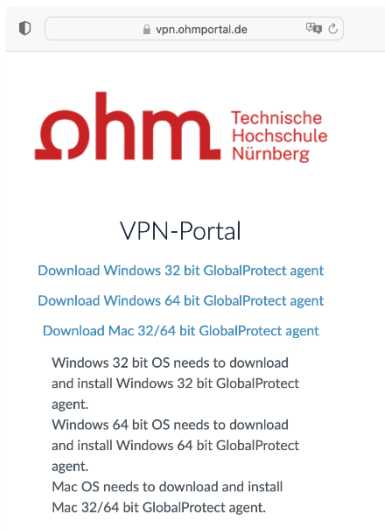 vpn.ohmportal.de
ohm
Technische
Hochschule
Nürnberg
VPN-Portal
Download Windows 32 bit GlobalProtect agent
Download Windows 64 bit GlobalProtect agent
Download Mac 32/64 bit GlobalProtect agent
Windows 32 bit OS needs to download
and install Windows 32 bit GlobalProtect
agent.
Windows 64 bit OS needs to download
and install Windows 64 bit GlobalProtect
agent.
Mac OS needs to download and install
Mac 32/64 bit GlobalProtect agent.